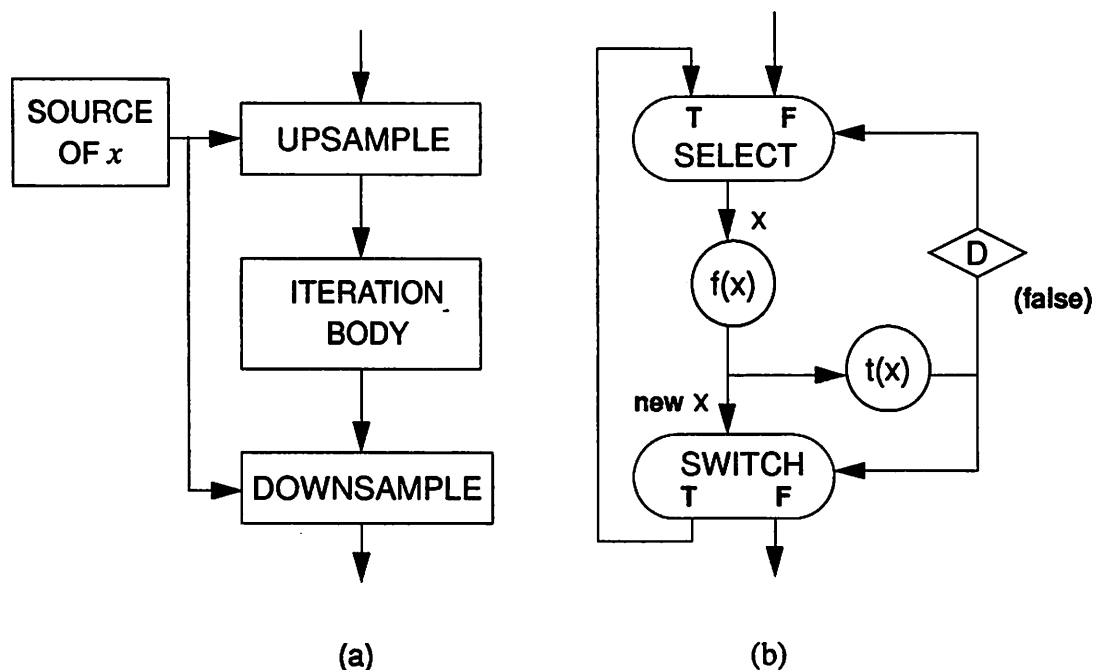 SOURCE
OF x
UPSAMPLE
ITERATION
BODY
DOWNSAMPLE
(a)
T F
SELECT
x
f(x)
D
(false)
t(x)
new x
SWITCH
T F
(b)